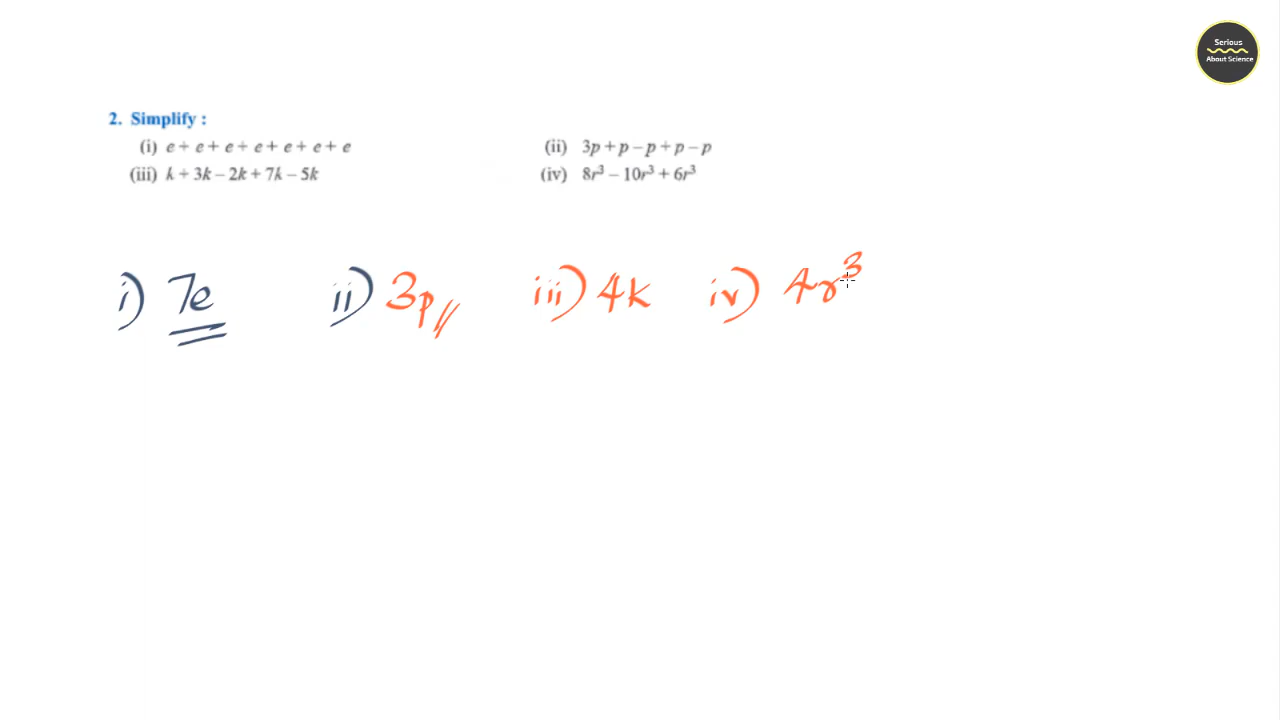 Serious
About Science
2. Simplify :
(i) e + e + e + e + e + e + e (ii) 3p + p – p + p – p
(iii) k + 3k – 2k + 7k – 5k (iv) 8r³ – 10r³ + 6r³
i) 7e ii) 3p iii) 4k iv) 4r³